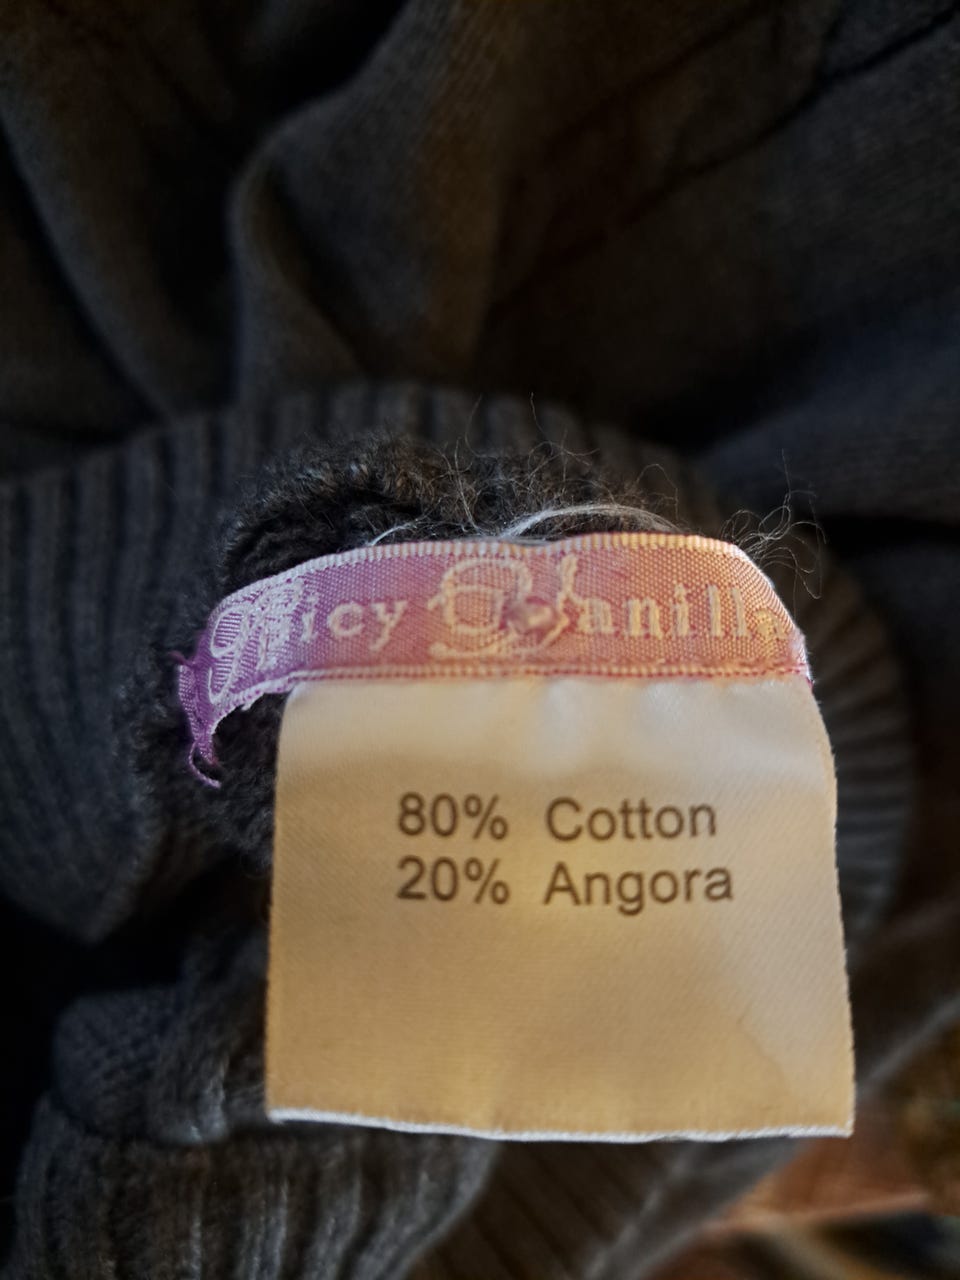 Spicy Vanilla
80% Cotton
20% Angora